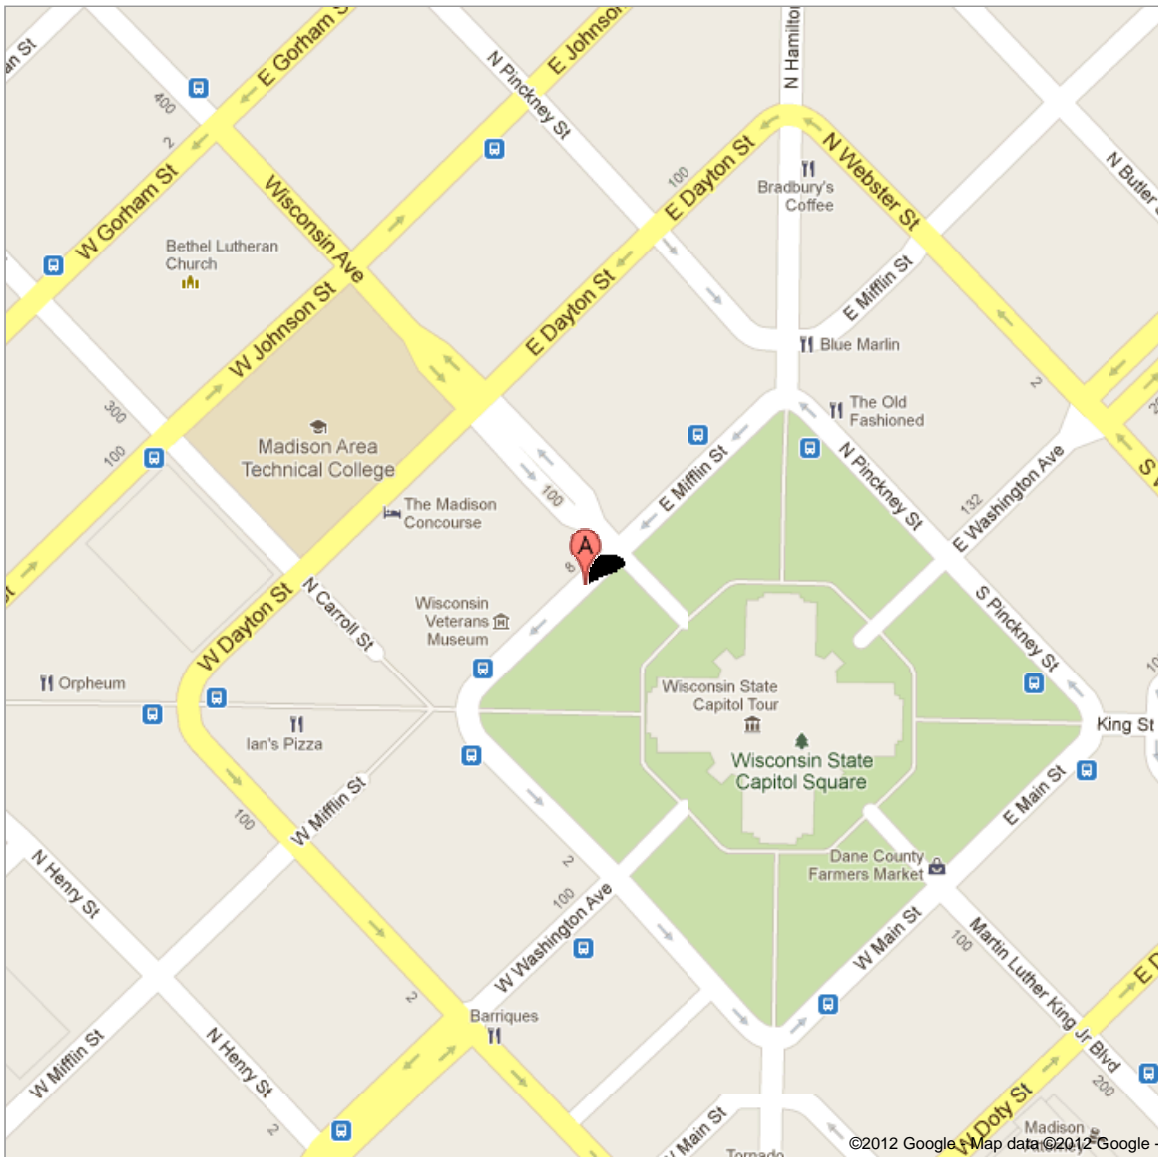 E Gorham St
E Johnson
N Hamilton
N Pinckney St
400
2
E Dayton St
100
N Webster St
Bradbury's
Coffee
N Butler
W Gorham St
Wisconsin Ave
Bethel Lutheran
Church
E Mifflin St
E Dayton St
W Johnson St
Blue Marlin
2
300
100
The Old
Fashioned
Madison Area
Technical College
N Pinckney St
E Washington Ave
132
E Mifflin St
100
The Madison
Concourse
A
8
N Carroll St
Wisconsin
Veterans
Museum
S Pinckney St
W Dayton St
Orpheum
Wisconsin State
Capitol Tour
King St
Ian's Pizza
Wisconsin State
Capitol Square
E Main St
W Mifflin St
100
2
100
Dane County
Farmers Market
N Henry St
W Washington Ave
W Main St
100
Martin Luther King Jr Blvd
2
Barriques
W Mifflin St
N Henry St
200
W Doty St
2
W Main St
Madison
Tornado
©2012 Google - Map data ©2012 Google -